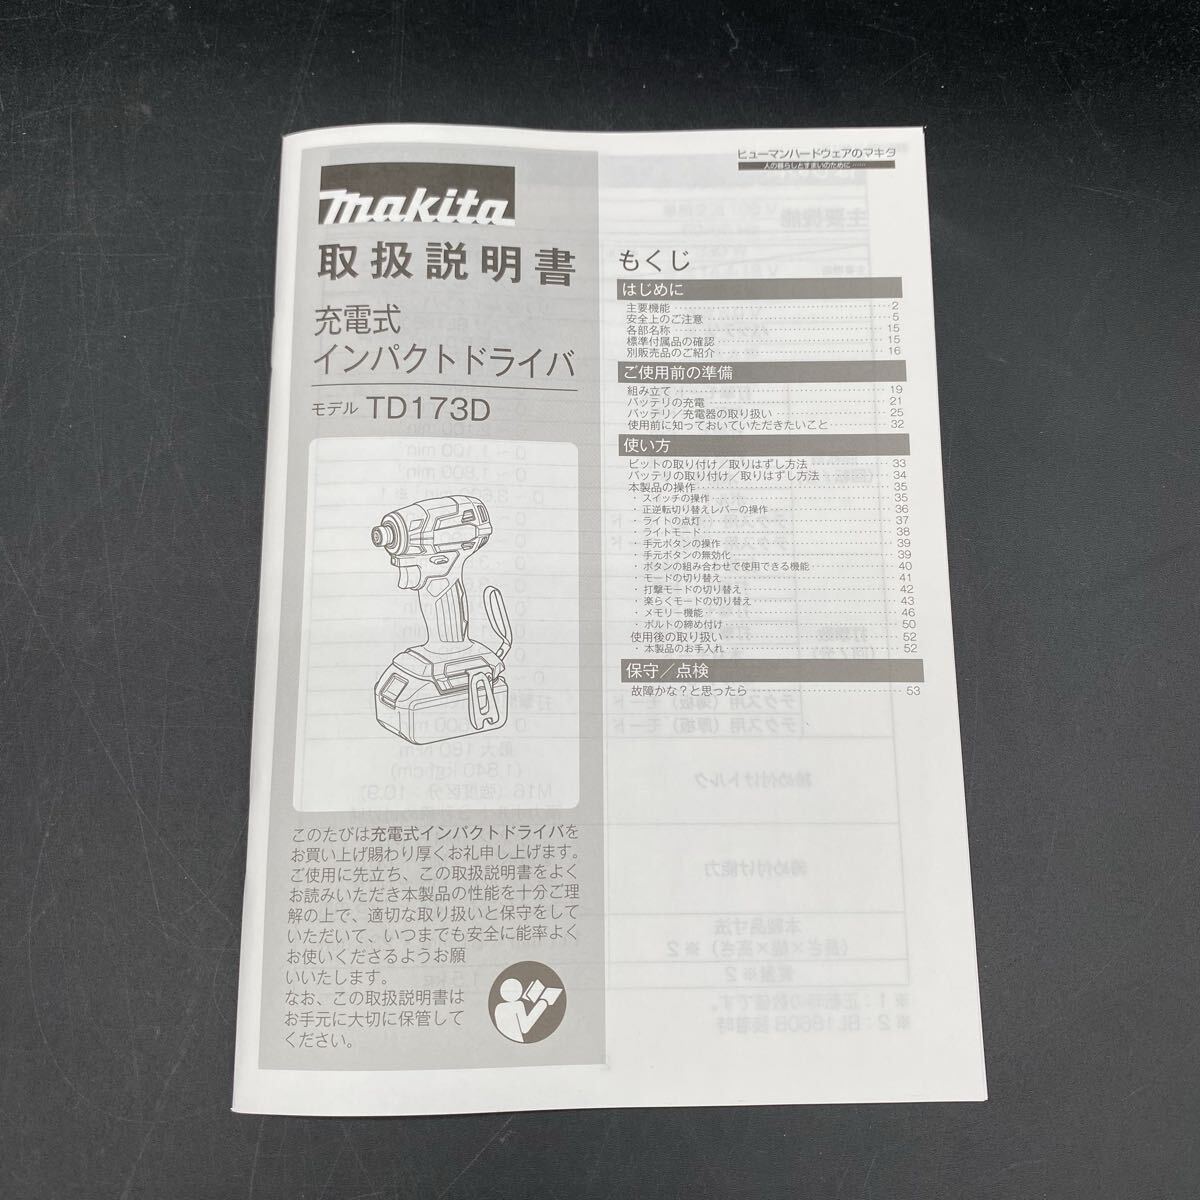 makita
取扱説明書
充電式
インパクトドライバ
モデル TD173D
このたびは充電式インパクトドライバを
お買い上げ賜わり厚くお礼申し上げます。
ご使用に先立ち、この取扱説明書をよく
お読みいただき本製品の性能を十分ご理
解の上で、適切な取り扱いと保守をして
いただいて、いつまでも安全に能率よく
お使いくださるようお願
いいたします。
なお、この取扱説明書は
お手元に大切に保管して
ください。
ヒューマンハードウェアのマキタ
人の暮らしとすまいのために……
もくじ
はじめに
主要機能 2
安全上のご注意 5
各部名称 15
標準付属品の確認 15
別販売品のご紹介 16
ご使用前の準備
組み立て 19
バッテリの充電 21
バッテリ／充電器の取り扱い 25
使用前に知っておいていただきたいこと 32
使い方
ビットの取り付け／取りはずし方法 33
バッテリの取り付け／取りはずし方法 34
本製品の操作 35
・スイッチの操作 35
・正逆転切り替えレバーの操作 36
・ライトの点灯 37
・ライトモード 38
・手元ボタンの操作 39
・手元ボタンの無効化 39
・ボタンの組み合わせで使用できる機能 40
・モードの切り替え 41
・打撃モードの切り替え 42
・楽らくモードの切り替え 43
・メモリー機能 46
・ボルトの締め付け 50
使用後の取り扱い 52
・本製品のお手入れ 52
保守／点検
故障かな？と思ったら 53